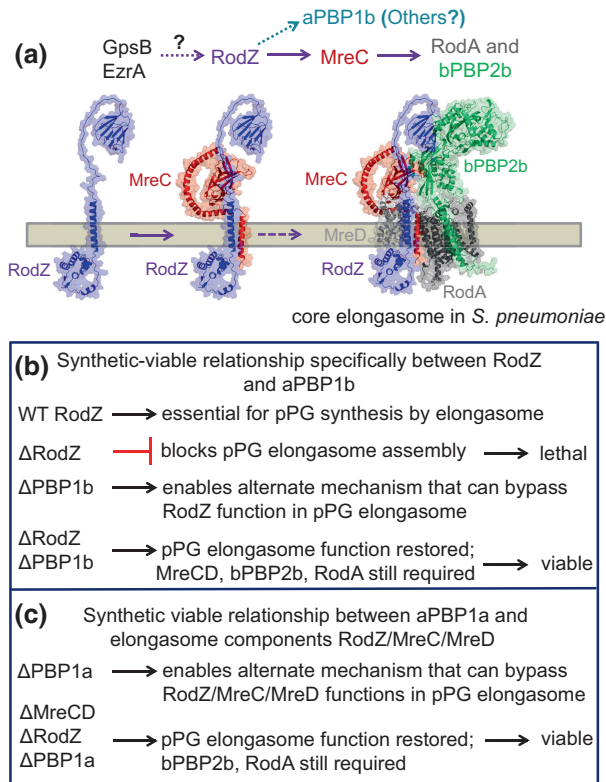 (a)
GpsB
EzrA
?
RodZ
aPBP1b (Others?)
MreC
RodA and
bPBP2b
MreC
MreC
bPBP2b
MreD
RodZ
RodZ
RodZ
RodA
core elongasome in S. pneumoniae
(b) Synthetic-viable relationship specifically between RodZ
and aPBP1b
WT RodZ essential for pPG synthesis by elongasome
ΔRodZ blocks pPG elongasome assembly lethal
ΔPBP1b enables alternate mechanism that can bypass
RodZ function in pPG elongasome
ΔRodZ
ΔPBP1b
pPG elongasome function restored;
MreCD, bPBP2b, RodA still required
viable
(c) Synthetic viable relationship between aPBP1a and
elongasome components RodZ/MreC/MreD
ΔPBP1a enables alternate mechanism that can bypass
RodZ/MreC/MreD functions in pPG elongasome
ΔMreCD
ΔRodZ
ΔPBP1a
pPG elongasome function restored;
bPBP2b, RodA still required
viable